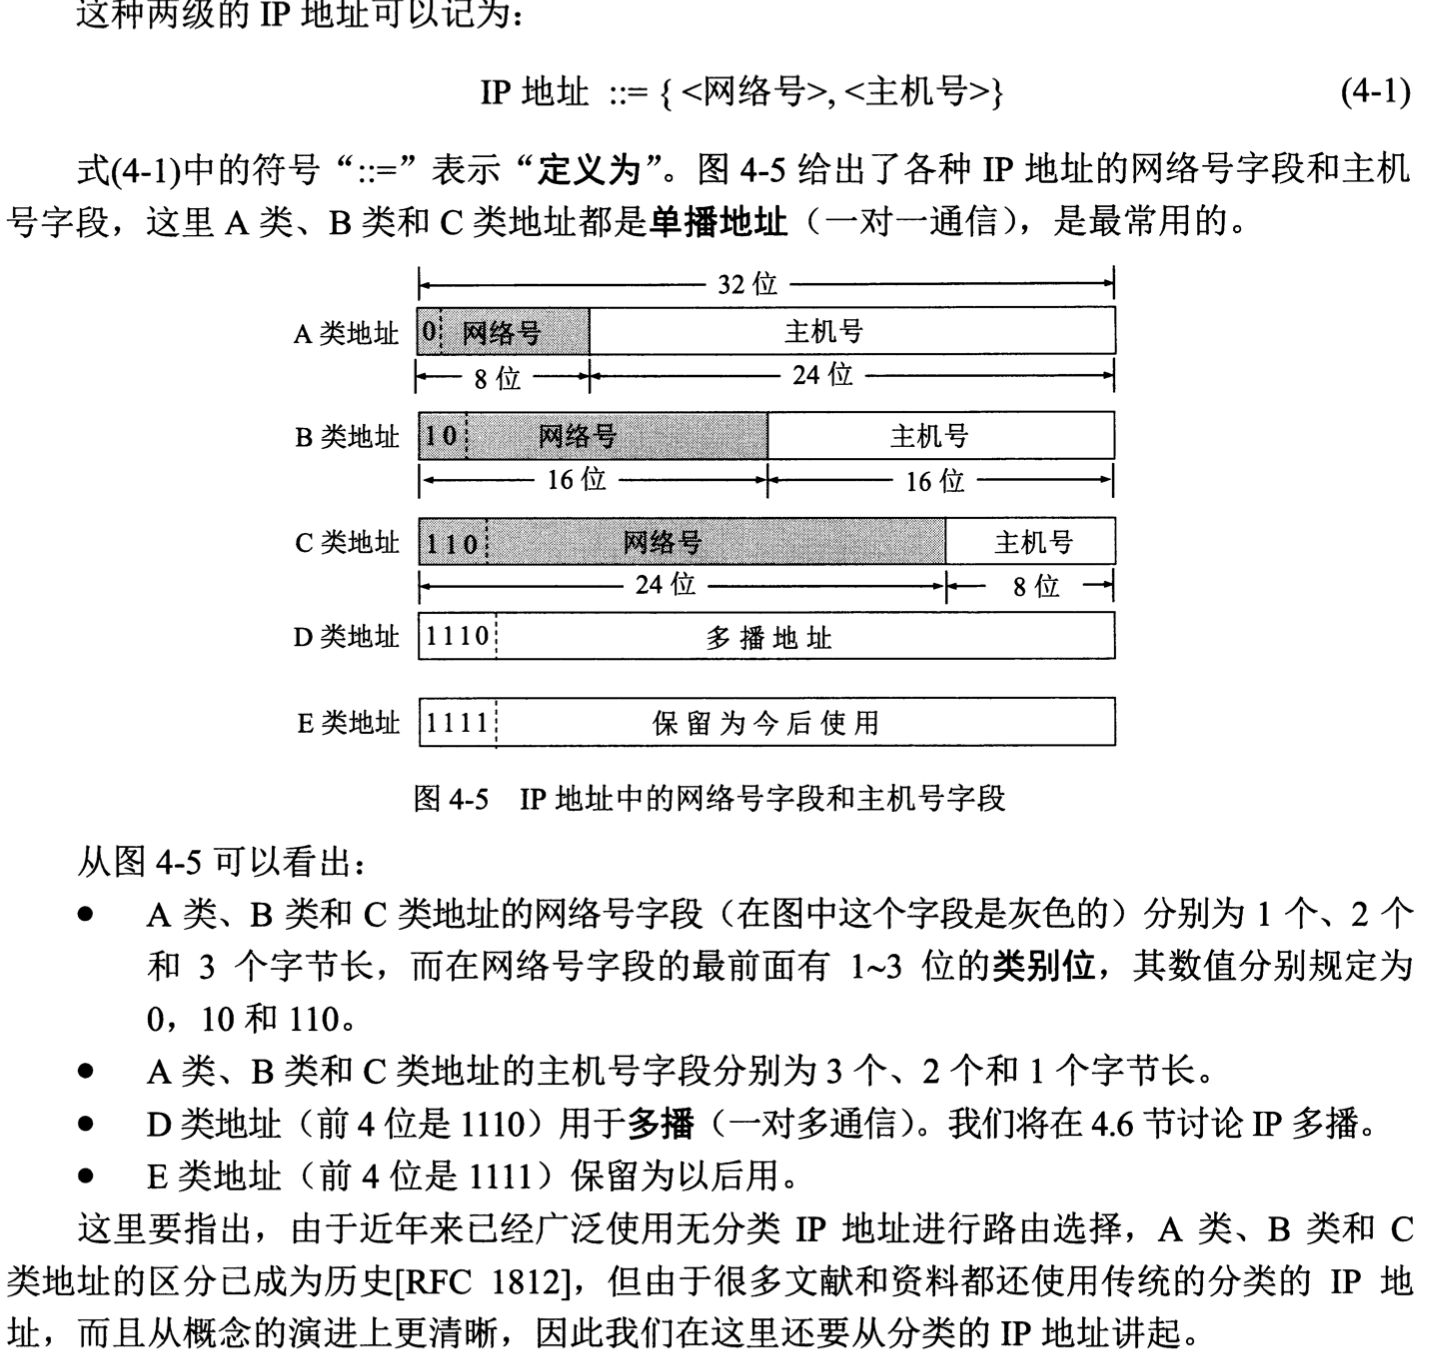 这种两级的 IP 地址可以记为：
IP 地址 ::= { <网络号>, <主机号>} (4-1)
式(4-1)中的符号“::=”表示“定义为”。图 4-5 给出了各种 IP 地址的网络号字段和主机
号字段，这里 A 类、B 类和 C 类地址都是单播地址（一对一通信），是最常用的。
32 位
A 类地址 0 网络号 主机号
8 位 24 位
B 类地址 10 网络号 主机号
16 位 16 位
C 类地址 110 网络号 主机号
24 位 8 位
D 类地址 1110 多播地址
E 类地址 1111 保留为今后使用
图 4-5 IP 地址中的网络号字段和主机号字段
从图 4-5 可以看出：
● A 类、B 类和 C 类地址的网络号字段（在图中这个字段是灰色的）分别为 1 个、2 个
和 3 个字节长，而在网络号字段的最前面有 1~3 位的类别位，其数值分别规定为
0，10 和 110。
● A 类、B 类和 C 类地址的主机号字段分别为 3 个、2 个和 1 个字节长。
● D 类地址（前 4 位是 1110）用于多播（一对多通信）。我们将在 4.6 节讨论 IP 多播。
● E 类地址（前 4 位是 1111）保留为以后用。
这里要指出，由于近年来已经广泛使用无分类 IP 地址进行路由选择，A 类、B 类和 C
类地址的区分已成为历史[RFC 1812]，但由于很多文献和资料都还使用传统的分类的 IP 地
址，而且从概念的演进上更清晰，因此我们在这里还要从分类的 IP 地址讲起。